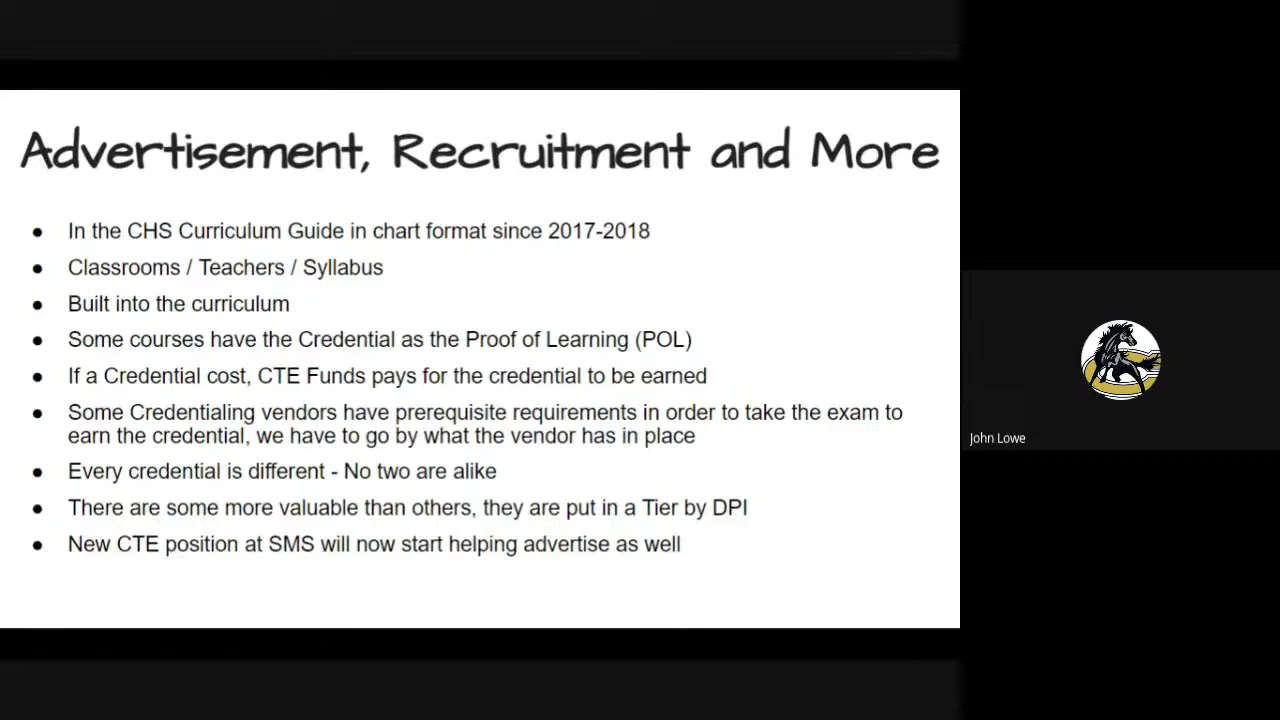 Advertisement, Recruitment and More
● In the CHS Curriculum Guide in chart format since 2017-2018
● Classrooms / Teachers / Syllabus
● Built into the curriculum
● Some courses have the Credential as the Proof of Learning (POL)
● If a Credential cost, CTE Funds pays for the credential to be earned
● Some Credentialing vendors have prerequisite requirements in order to take the exam to
earn the credential, we have to go by what the vendor has in place
● Every credential is different - No two are alike
● There are some more valuable than others, they are put in a Tier by DPI
● New CTE position at SMS will now start helping advertise as well
John Lowe